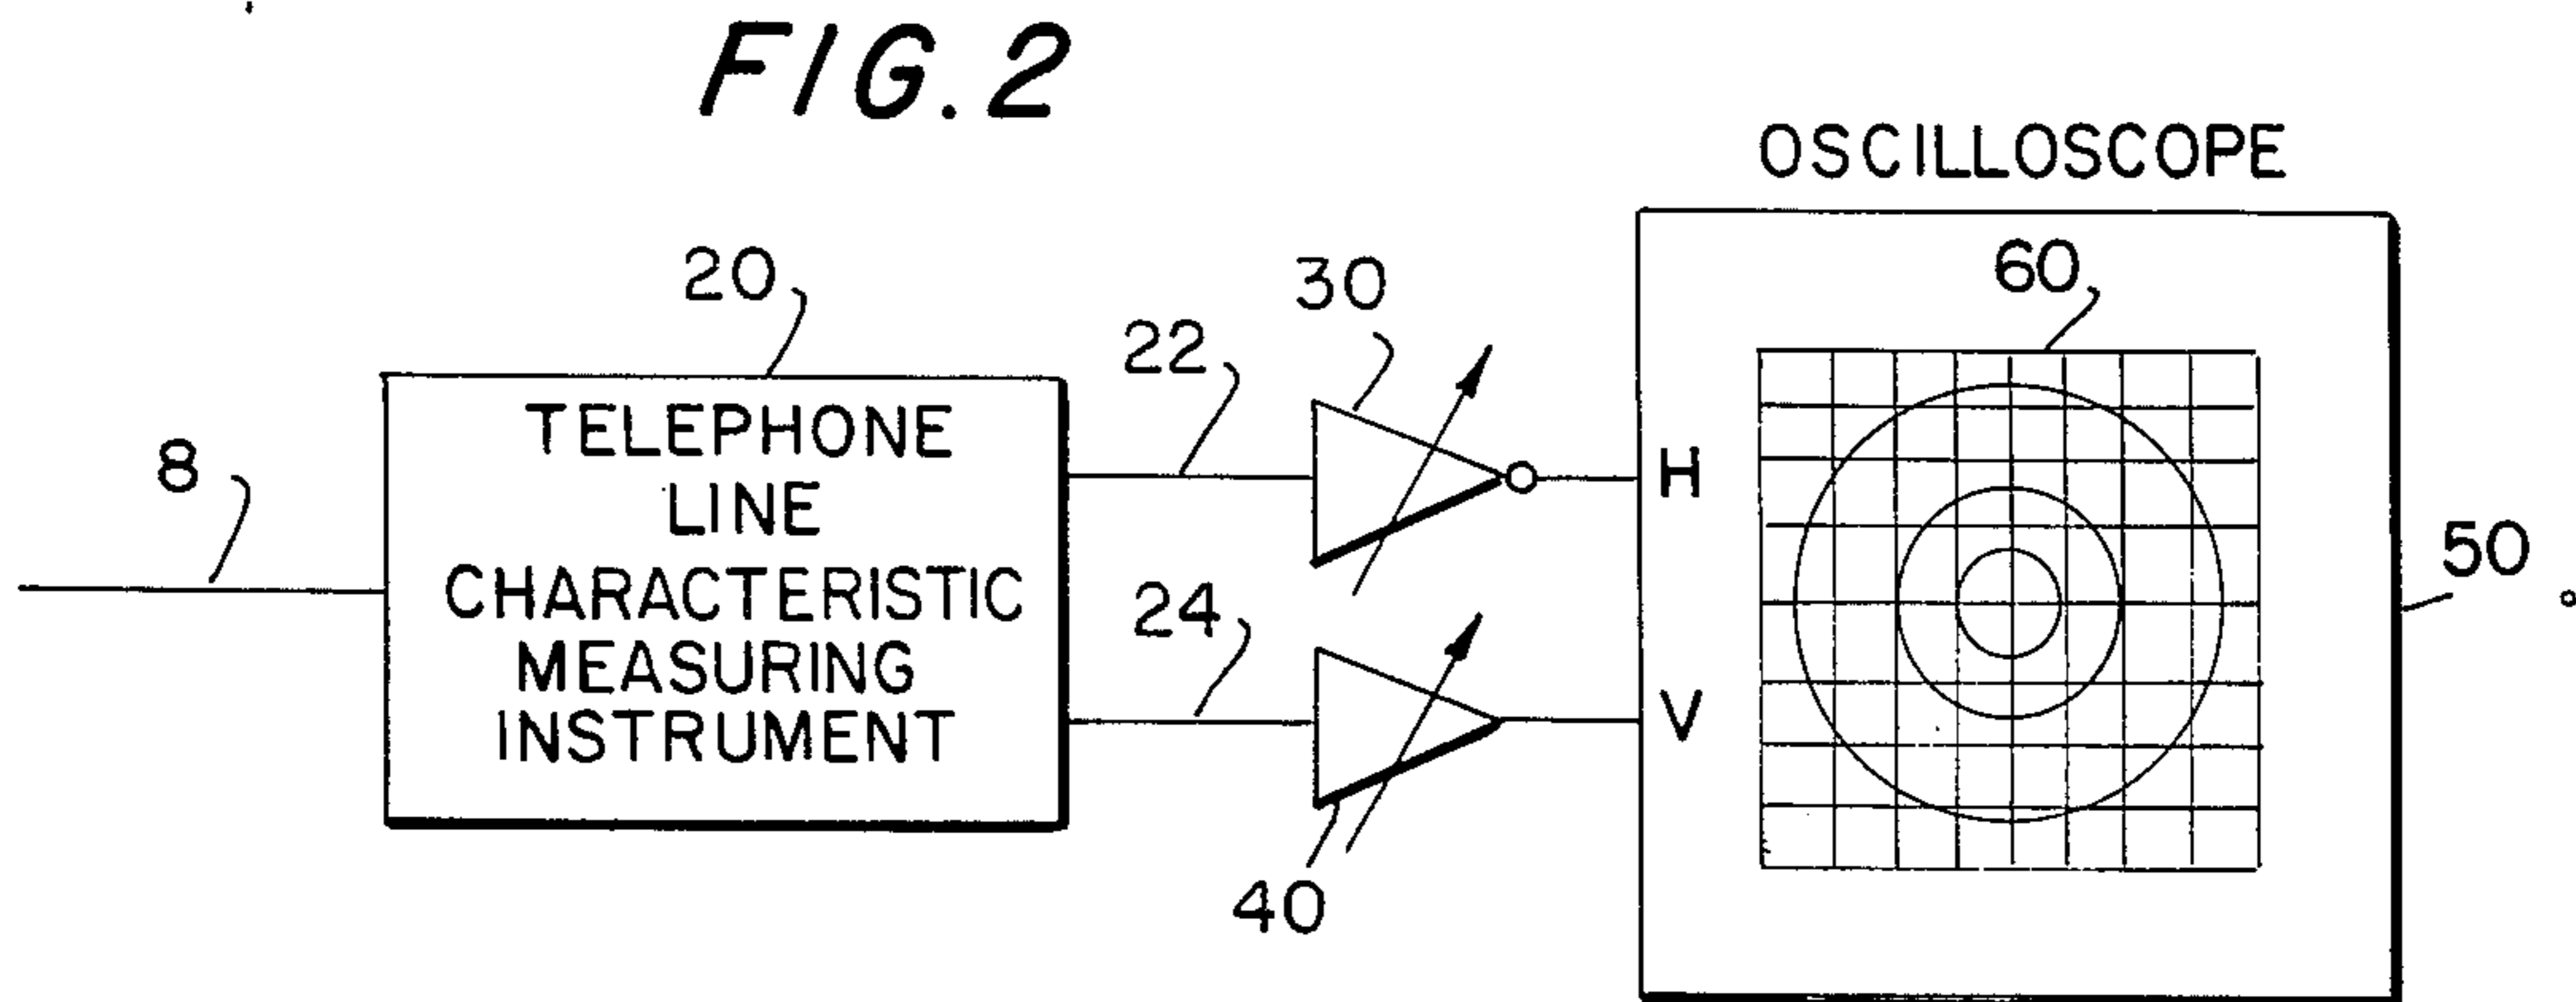 FIG. 2
OSCILLOSCOPE
20
30
60
22
8
TELEPHONE
LINE
CHARACTERISTIC
MEASURING
INSTRUMENT
H
50
24
V
40